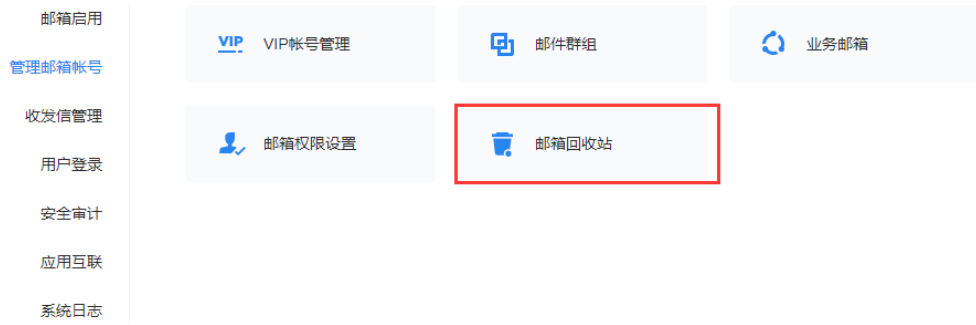 邮箱启用
管理邮箱帐号
收发信管理
用户登录
安全审计
应用互联
系统日志
VIP VIP帐号管理
邮件群组
业务邮箱
邮箱权限设置
邮箱回收站